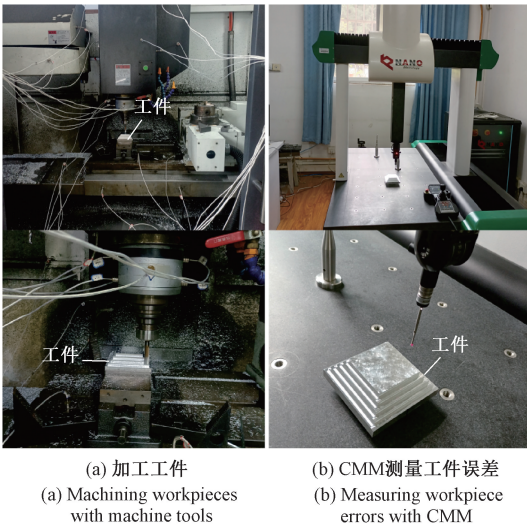 工件
NANO
工件
工件
(a) 加工工件
(b) CMM测量工件误差
(a) Machining workpieces
with machine tools
(b) Measuring workpiece
errors with CMM